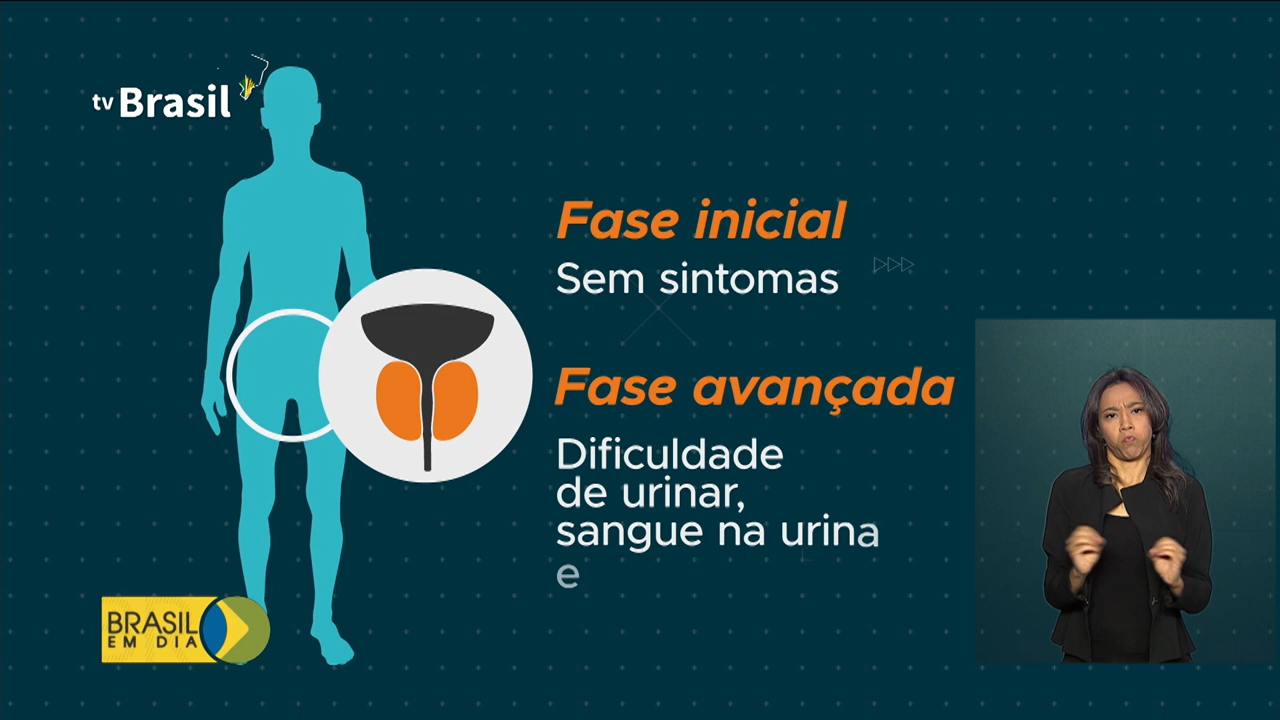 tv Brasil
Fase inicial
Sem sintomas
Fase avançada
Dificuldade
de urinar,
sangue na urina
e
BRASIL
EM DIA